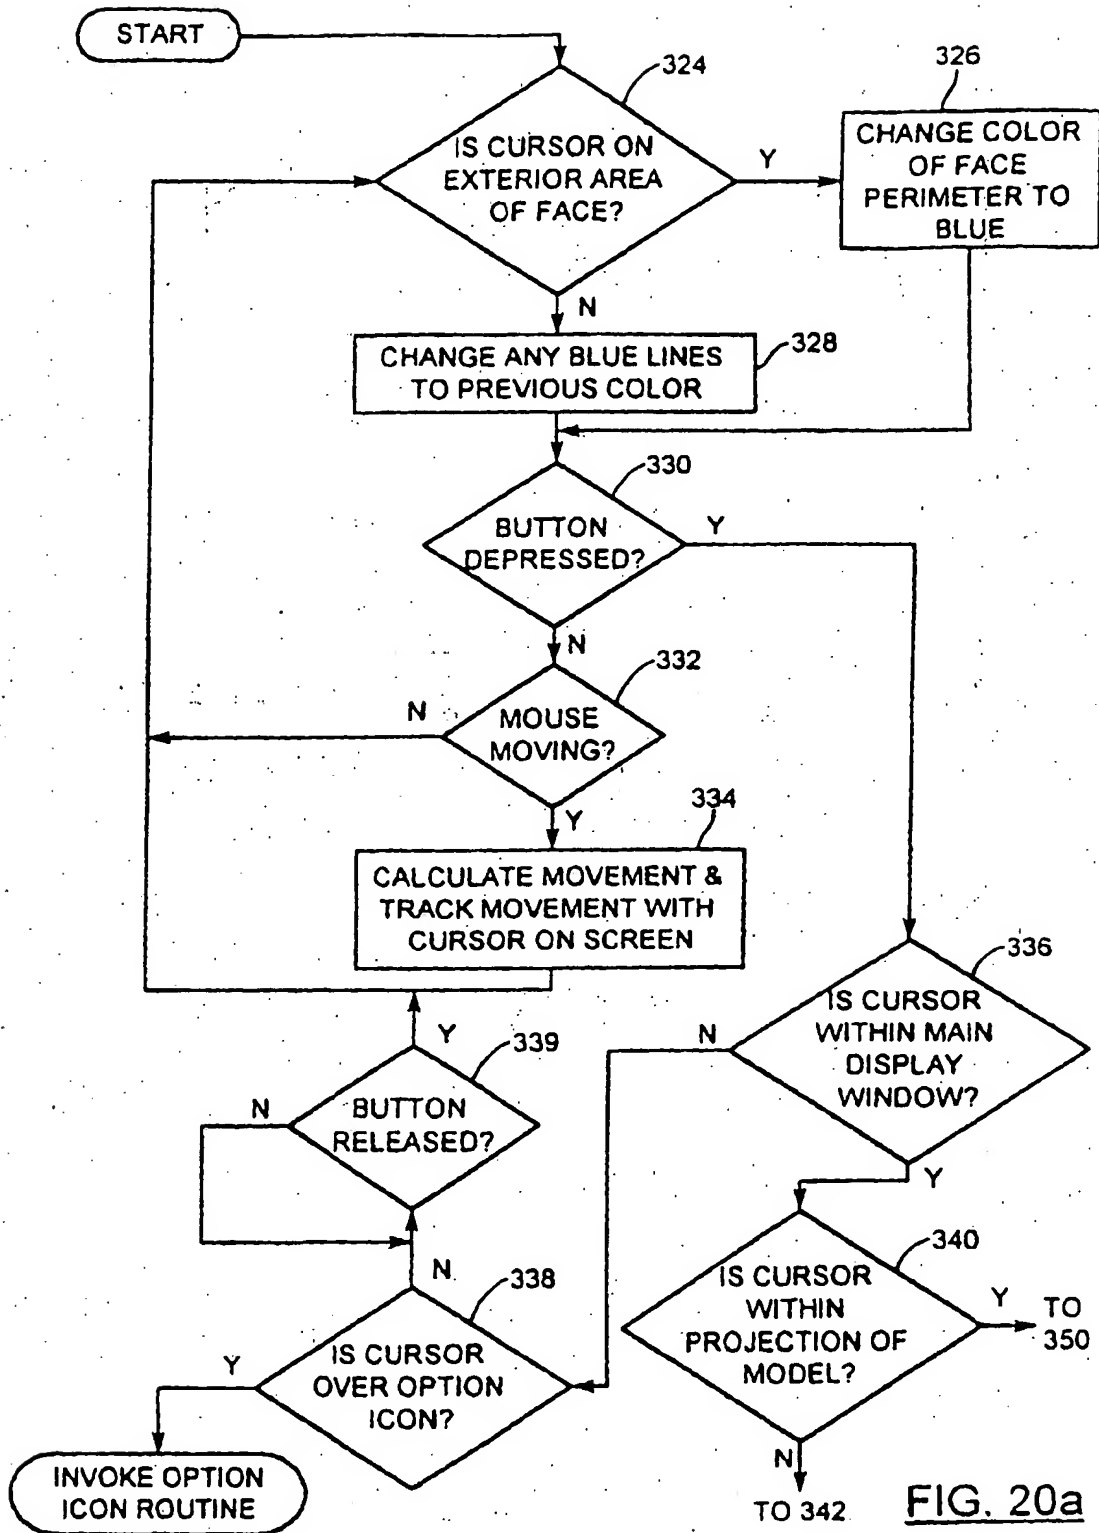 START
324
326
IS CURSOR ON
EXTERIOR AREA
OF FACE?
Y
CHANGE COLOR
OF FACE
PERIMETER TO
BLUE
N
CHANGE ANY BLUE LINES
TO PREVIOUS COLOR
328
330
BUTTON
DEPRESSED?
Y
N
332
MOUSE
MOVING?
N
Y
334
CALCULATE MOVEMENT &
TRACK MOVEMENT WITH
CURSOR ON SCREEN
336
IS CURSOR
WITHIN MAIN
DISPLAY
WINDOW?
N
Y
Y
339
BUTTON
RELEASED?
N
N
338
IS CURSOR
OVER OPTION
ICON?
Y
340
IS CURSOR
WITHIN
PROJECTION OF
MODEL?
Y
TO
350
N
TO 342
INVOKE OPTION
ICON ROUTINE
FIG. 20a